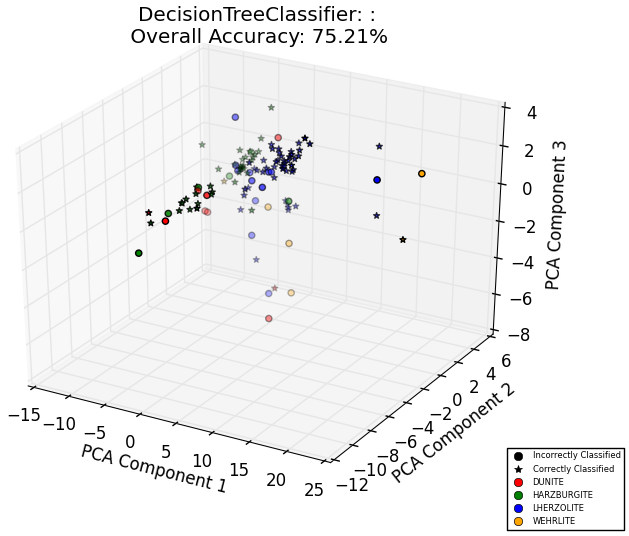 DecisionTreeClassifier: :
Overall Accuracy: 75.21%
4
2
0
−2
−4
−6
−8
PCA Component 3
6
4
2
0
−2
−4
−6
−8
−10
−12
PCA Component 2
−15
−10
−5
0
5
10
15
20
25
PCA Component 1
Incorrectly Classified
Correctly Classified
DUNITE
HARZBURGITE
LHERZOLITE
WEHRLITE